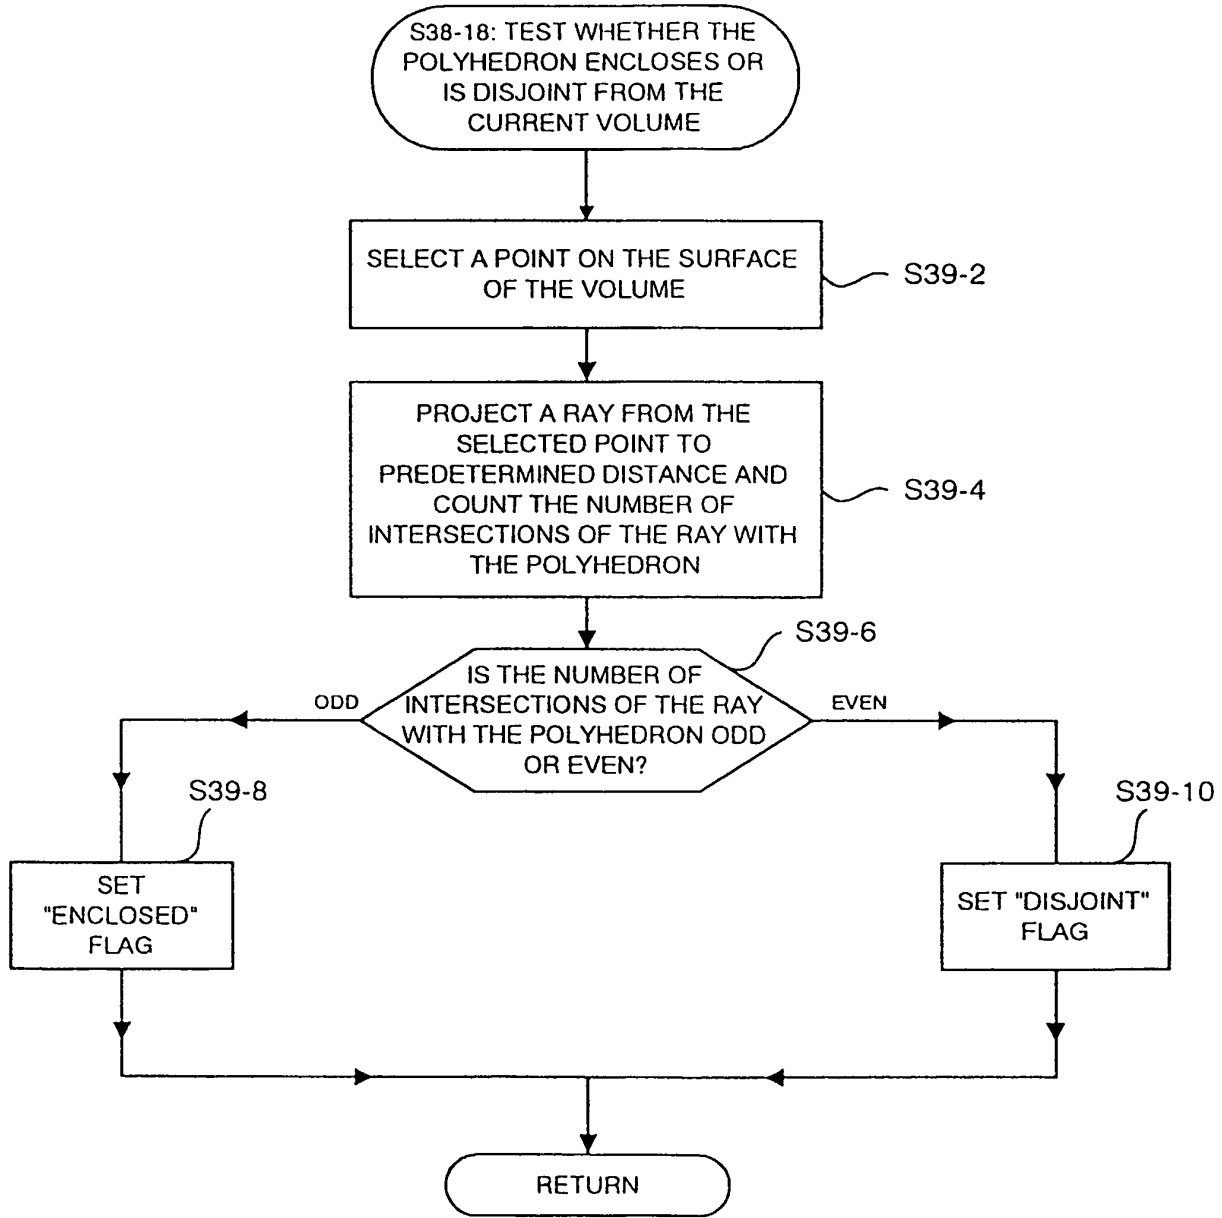 S38-18: TEST WHETHER THE
POLYHEDRON ENCLOSES OR
IS DISJOINT FROM THE
CURRENT VOLUME
SELECT A POINT ON THE SURFACE
OF THE VOLUME
S39-2
PROJECT A RAY FROM THE
SELECTED POINT TO
PREDETERMINED DISTANCE AND
COUNT THE NUMBER OF
INTERSECTIONS OF THE RAY WITH
THE POLYHEDRON
S39-4
S39-6
IS THE NUMBER OF
INTERSECTIONS OF THE RAY
WITH THE POLYHEDRON ODD
OR EVEN?
ODD
EVEN
S39-8
SET
"ENCLOSED"
FLAG
S39-10
SET "DISJOINT"
FLAG
RETURN